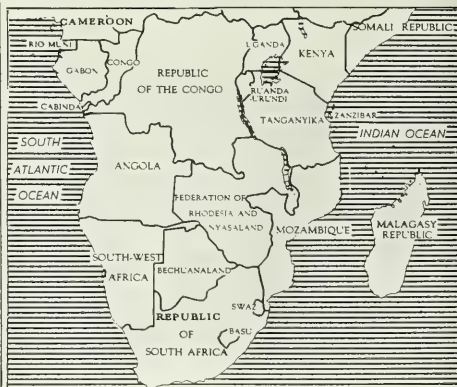 CAMEROON
SOMALI REPUBLIC
RIO MUNI
GABON
CONGO
UGANDA
KENYA
REPUBLIC
OF THE CONGO
RUANDA
URUNDI
CABINDA
TANGANYIKA
ZANZIBAR
INDIAN OCEAN
SOUTH
ATLANTIC
OCEAN
ANGOLA
FEDERATION OF
RHODESIA AND
NYASALAND
MOZAMBIQUE
MALAGASY
REPUBLIC
SOUTH-WEST
AFRICA
BECHUANALAND
SWAZ
BASU
REPUBLIC
OF
SOUTH AFRICA